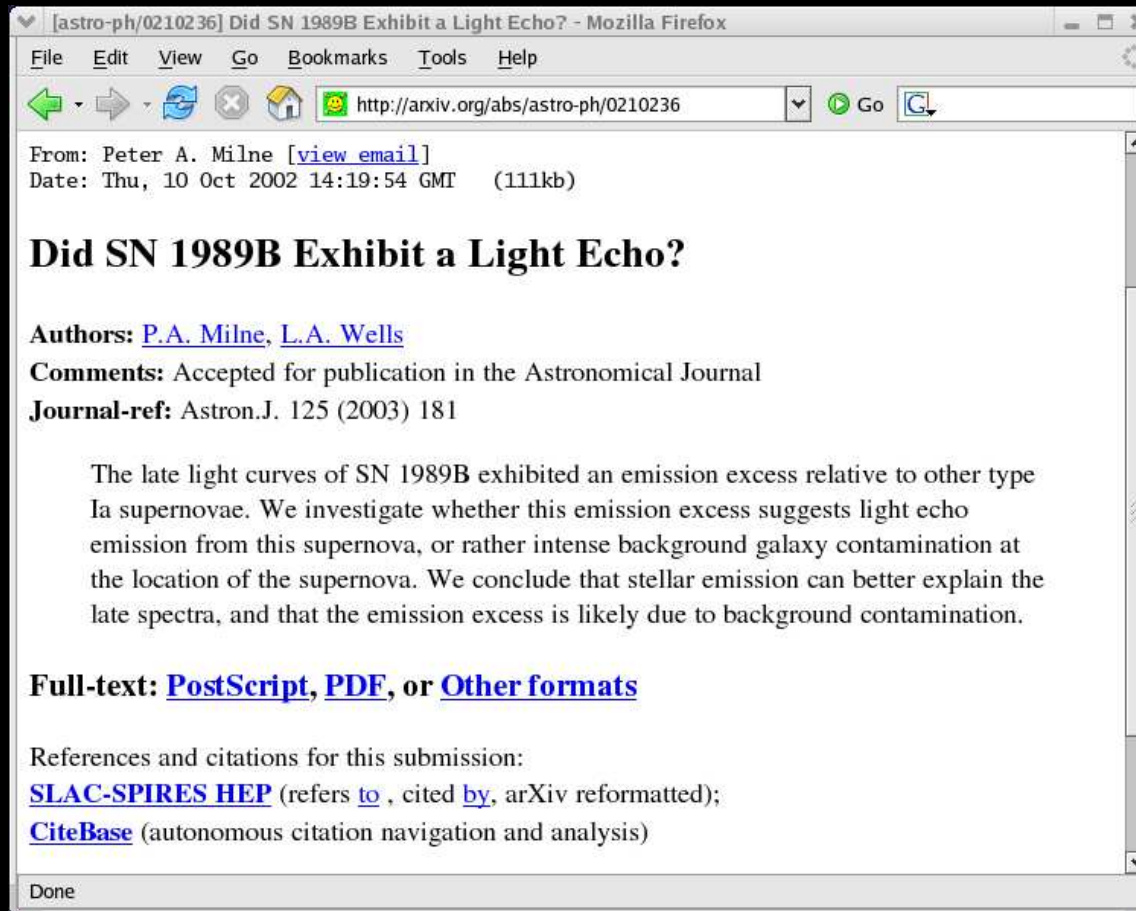 [astro-ph/0210236] Did SN 1989B Exhibit a Light Echo? - Mozilla Firefox
File Edit View Go Bookmarks Tools Help
http://arxiv.org/abs/astro-ph/0210236 Go G
From: Peter A. Milne [view email]
Date: Thu, 10 Oct 2002 14:19:54 GMT (111kb)
Did SN 1989B Exhibit a Light Echo?
Authors: P.A. Milne, L.A. Wells
Comments: Accepted for publication in the Astronomical Journal
Journal-ref: Astron.J. 125 (2003) 181
The late light curves of SN 1989B exhibited an emission excess relative to other type
Ia supernovae. We investigate whether this emission excess suggests light echo
emission from this supernova, or rather intense background galaxy contamination at
the location of the supernova. We conclude that stellar emission can better explain the
late spectra, and that the emission excess is likely due to background contamination.
Full-text: PostScript, PDF, or Other formats
References and citations for this submission:
SLAC-SPIRES HEP (refers to , cited by, arXiv reformatted);
CiteBase (autonomous citation navigation and analysis)
Done